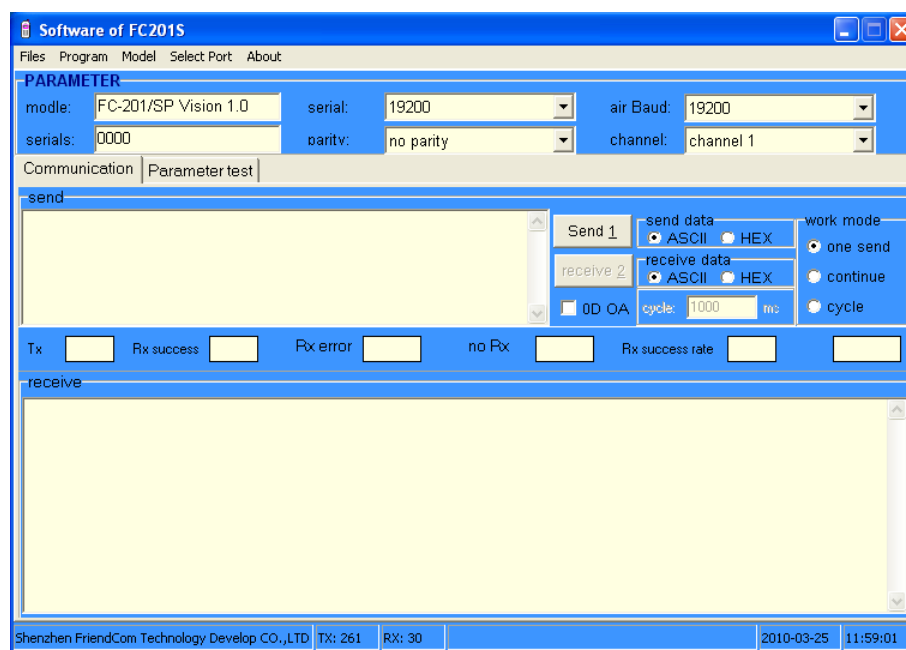 Software of FC201S
Files Program Model Select Port About
PARAMETER
modle: FC-201/SP Vision 1.0 serial: 19200 air Baud: 19200
serials: 0000 parity: no parity channel: channel 1
Communication Parameter test
send
Send 1 send data work mode
ASCII HEX one send
receive 2 receive data
ASCII HEX continue
0D OA cycle: 1000 ms cycle
Tx Rx success Rx error no Rx Rx success rate
receive
Shenzhen FriendCom Technology Develop CO.,LTD TX: 261 RX: 30 2010-03-25 11:59:01